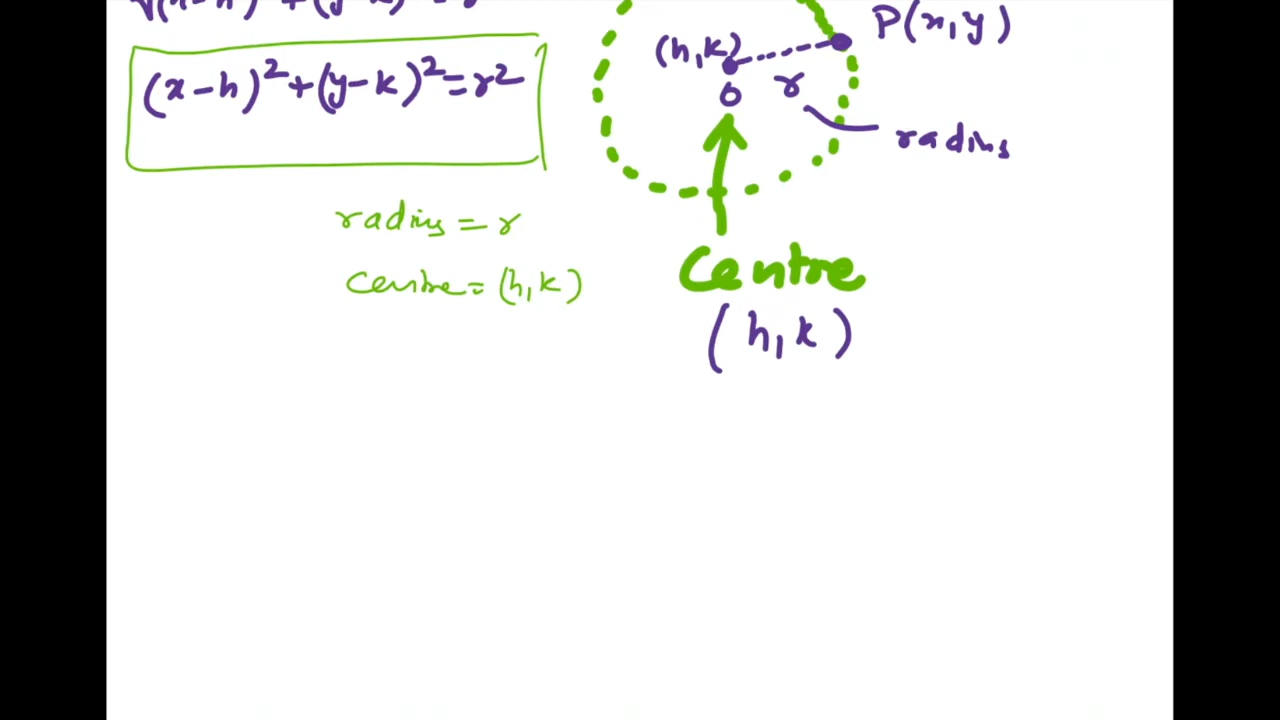 (x-h)²+(y-k)²=r²
radius = r
centre = (h,k)
(h,k)
P(x,y)
O
r
radius
Centre
(h,k)